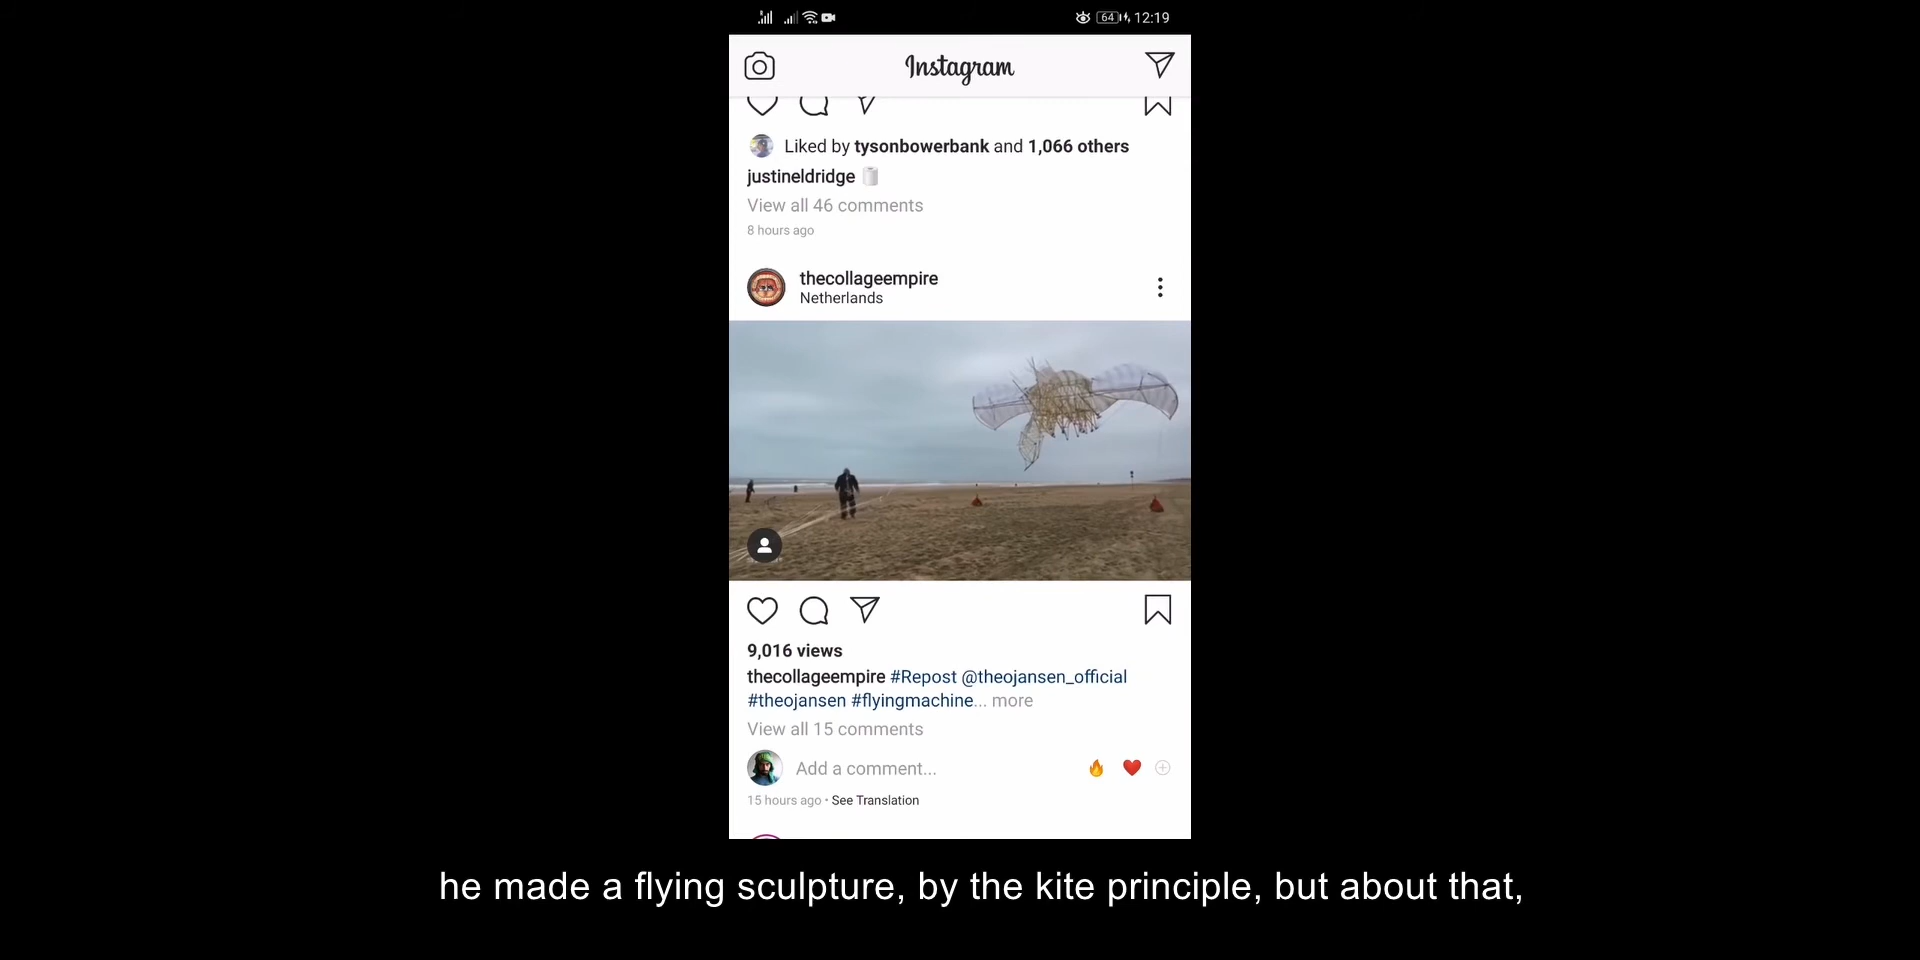 64 12:19
Instagram
Liked by tysonbowerbank and 1,066 others
justineldridge
View all 46 comments
8 hours ago
thecollageempire
Netherlands
9,016 views
thecollageempire #Repost @theojansen_official
#theojansen #flyingmachine... more
View all 15 comments
Add a comment...
15 hours ago • See Translation
he made a flying sculpture, by the kite principle, but about that,